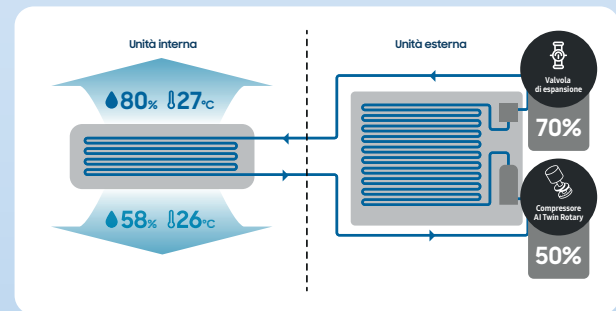 Unità interna
Unità esterna
80% 27°C
58% 26°C
Valvola
di espansione
70%
Compressore
AI Twin Rotary
50%